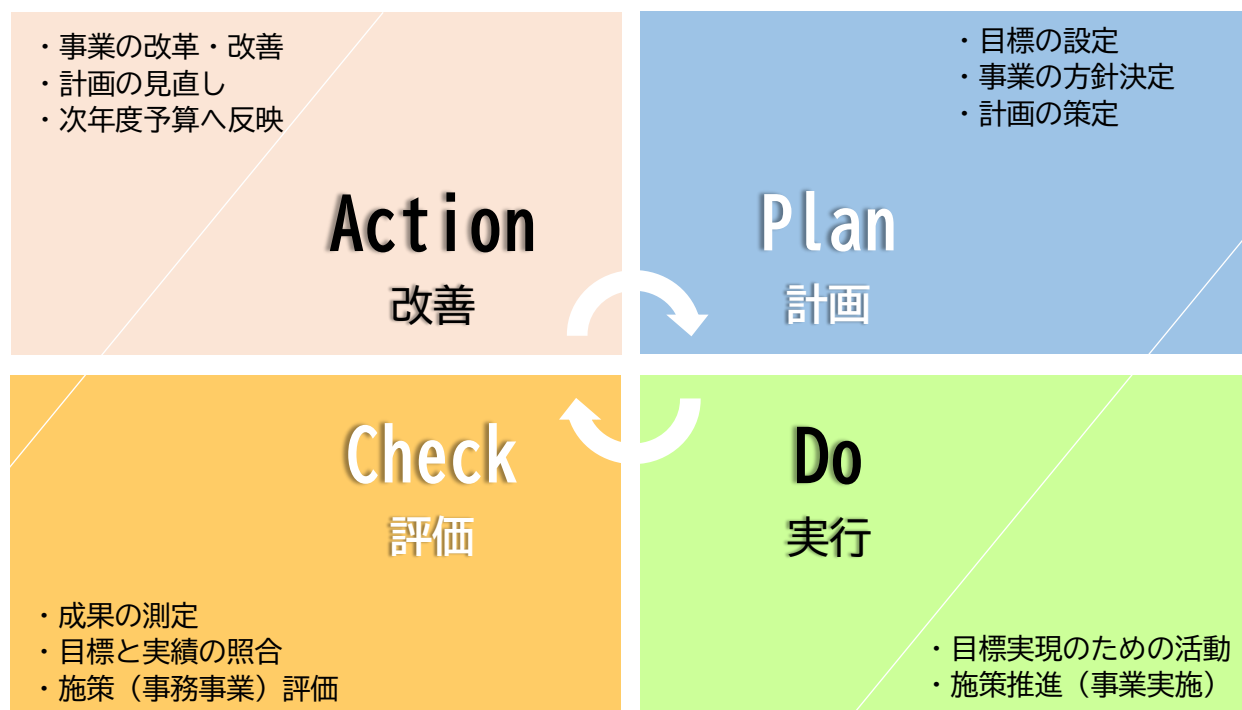 ・事業の改革・改善
・計画の見直し
・次年度予算へ反映
Action
改善
・目標の設定
・事業の方針決定
・計画の策定
Plan
計画
Check
評価
・成果の測定
・目標と実績の照合
・施策（事務事業）評価
Do
実行
・目標実現のための活動
・施策推進（事業実施）